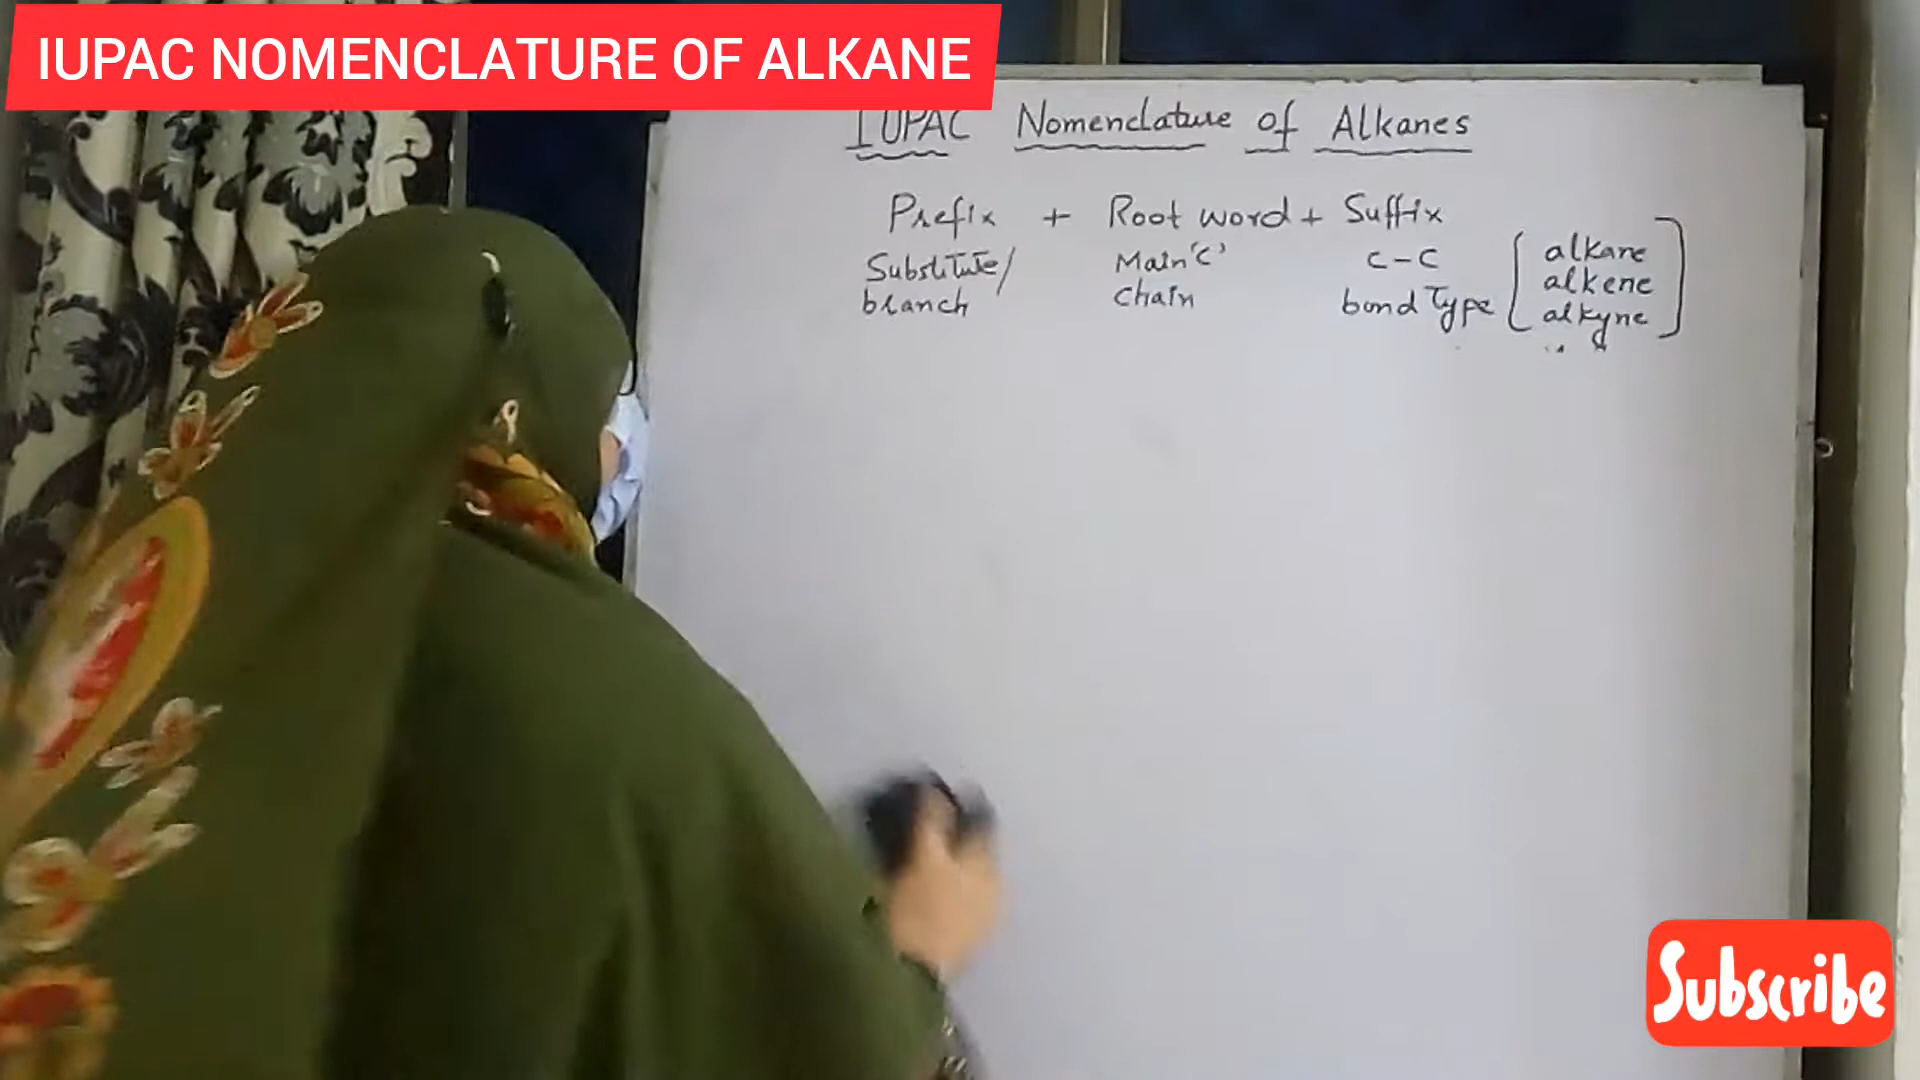 IUPAC NOMENCLATURE OF ALKANE
IUPAC Nomenclature of Alkanes
Prefix + Root word + Suffix
Substitute/ Main 'C' C-C alkane
branch Chain bond Type alkene
alkyne
Subscribe